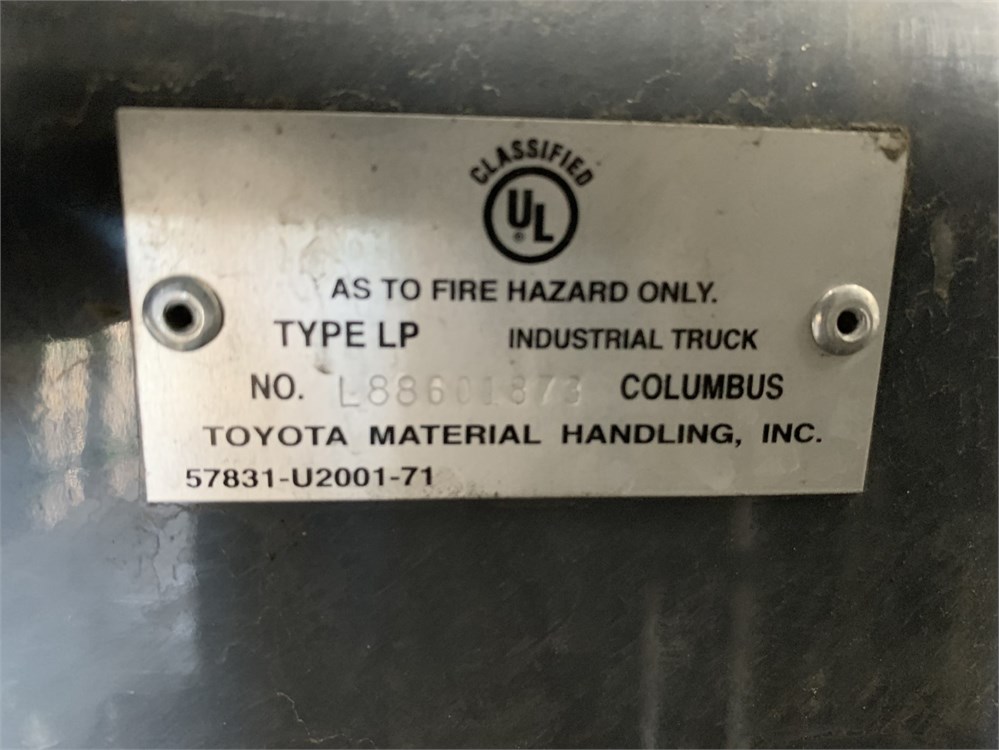 CLASSIFIED
UL®
AS TO FIRE HAZARD ONLY.
TYPE LP INDUSTRIAL TRUCK
NO. L88601873 COLUMBUS
TOYOTA MATERIAL HANDLING, INC.
57831-U2001-71